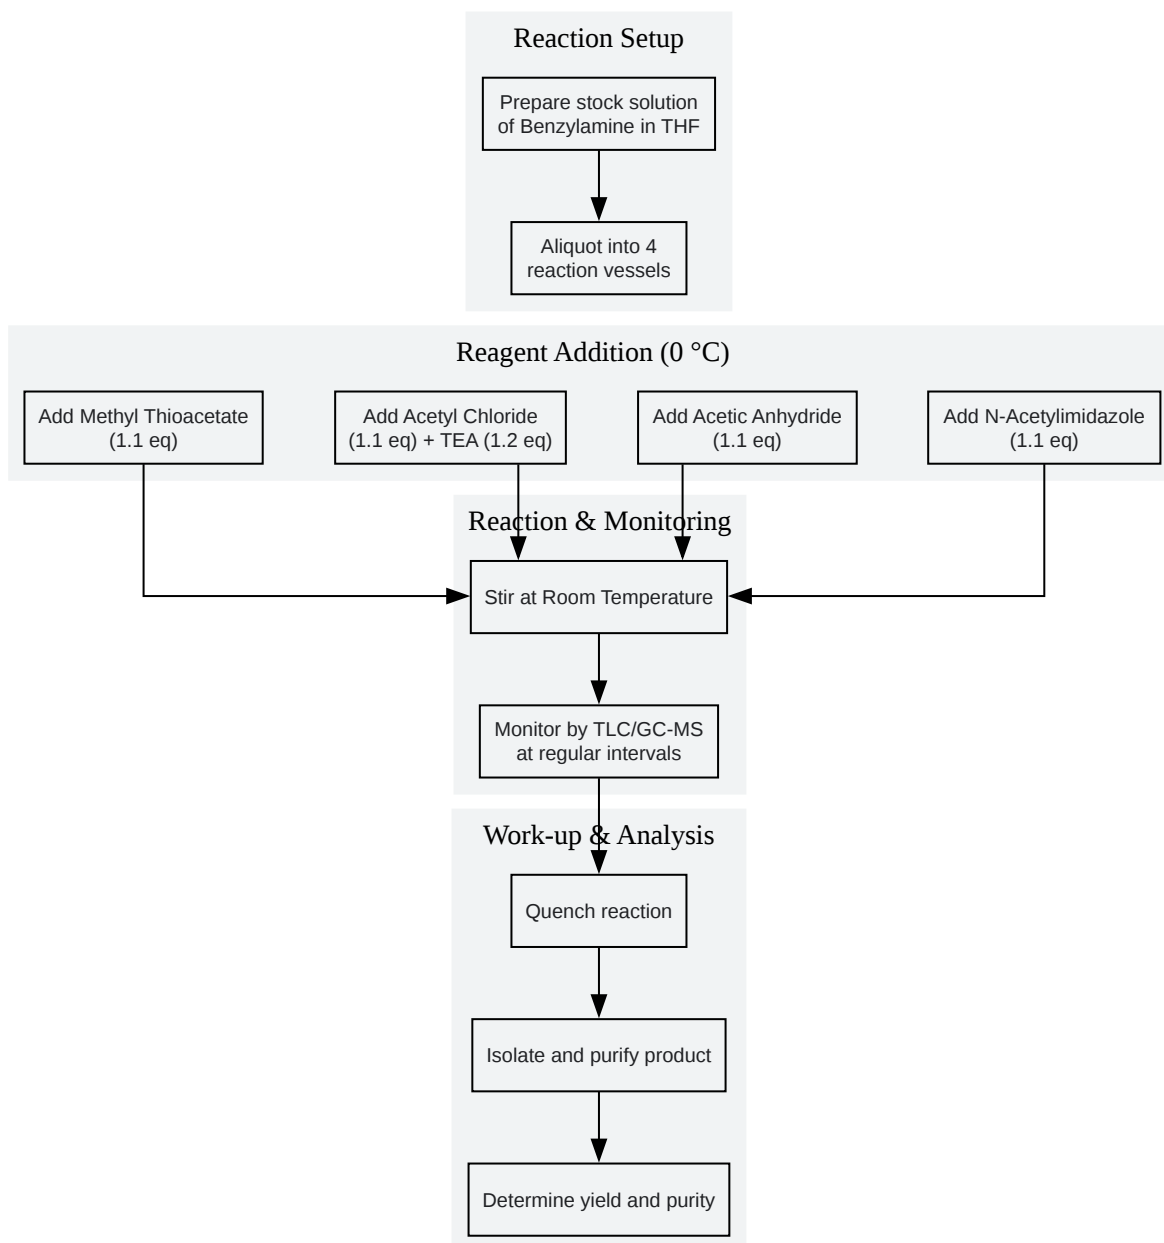 Reaction Setup
Prepare stock solution
of Benzylamine in THF
Aliquot into 4
reaction vessels
Reagent Addition (0 °C)
Add Methyl Thioacetate
(1.1 eq)
Add Acetyl Chloride
(1.1 eq) + TEA (1.2 eq)
Add Acetic Anhydride
(1.1 eq)
Add N-Acetylimidazole
(1.1 eq)
Reaction & Monitoring
Stir at Room Temperature
Monitor by TLC/GC-MS
at regular intervals
Work-up & Analysis
Quench reaction
Isolate and purify product
Determine yield and purity